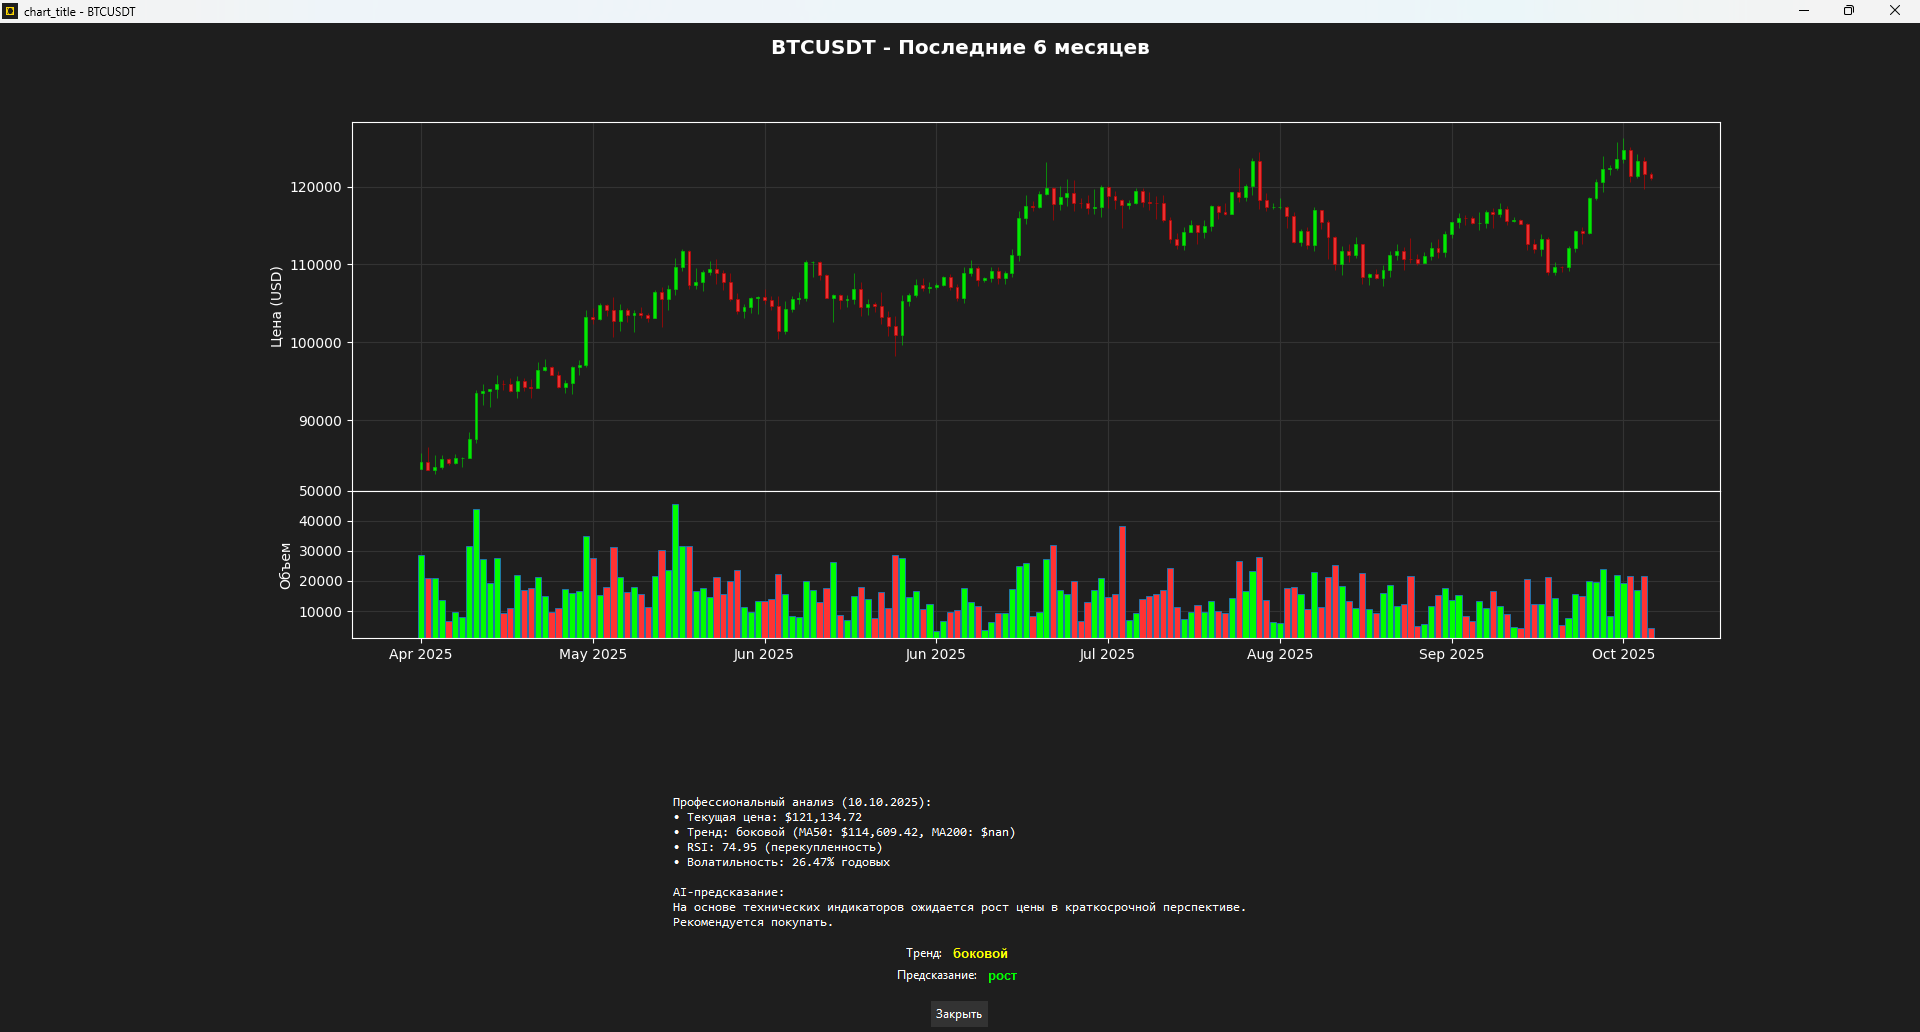 chart_title - BTCUSDT
BTCUSDT - Последние 6 месяцев
Цена (USD)
120000
110000
100000
90000
Объем
50000
40000
30000
20000
10000
Apr 2025 May 2025 Jun 2025 Jun 2025 Jul 2025 Aug 2025 Sep 2025 Oct 2025
Профессиональный анализ (10.10.2025):
• Текущая цена: $121,134.72
• Тренд: боковой (MA50: $114,609.42, MA200: $nan)
• RSI: 74.95 (перекупленность)
• Волатильность: 26.47% годовых
AI-предсказание:
На основе технических индикаторов ожидается рост цены в краткосрочной перспективе.
Рекомендуется покупать.
Тренд: боковой
Предсказание: рост
Закрыть